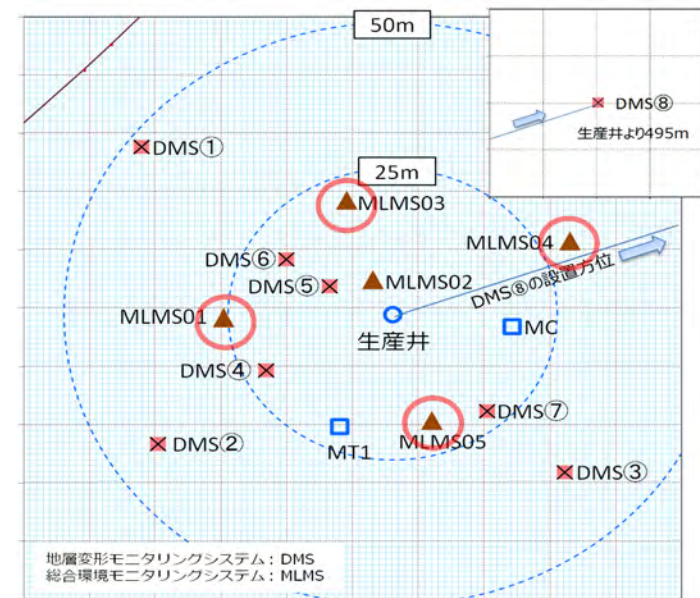 50m
DMS⑧
生産井より495m
DMS①
25m
MLMS03
MLMS04
DMS⑥
DMS⑤
MLMS02
DMS⑧の設置方位
MLMS01
生産井
MC
DMS④
DMS⑦
DMS②
MT1
MLMS05
DMS③
地層変形モニタリングシステム：DMS
総合環境モニタリングシステム：MLMS